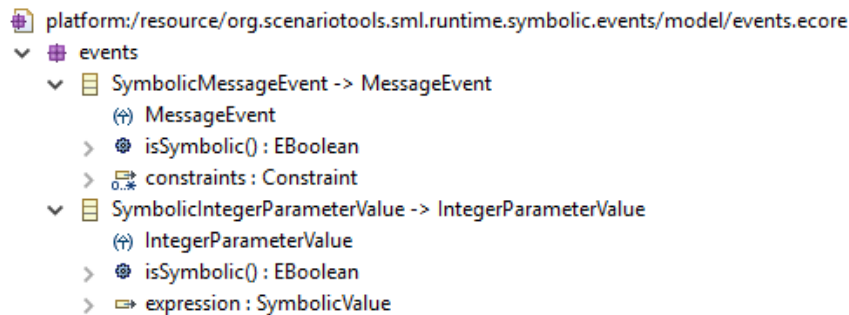 platform:/resource/org.scenariotools.sml.runtime.symbolic.events/model/events.ecore
events
SymbolicMessageEvent -> MessageEvent
MessageEvent
isSymbolic() : EBoolean
0..* constraints : Constraint
SymbolicIntegerParameterValue -> IntegerParameterValue
IntegerParameterValue
isSymbolic() : EBoolean
expression : SymbolicValue